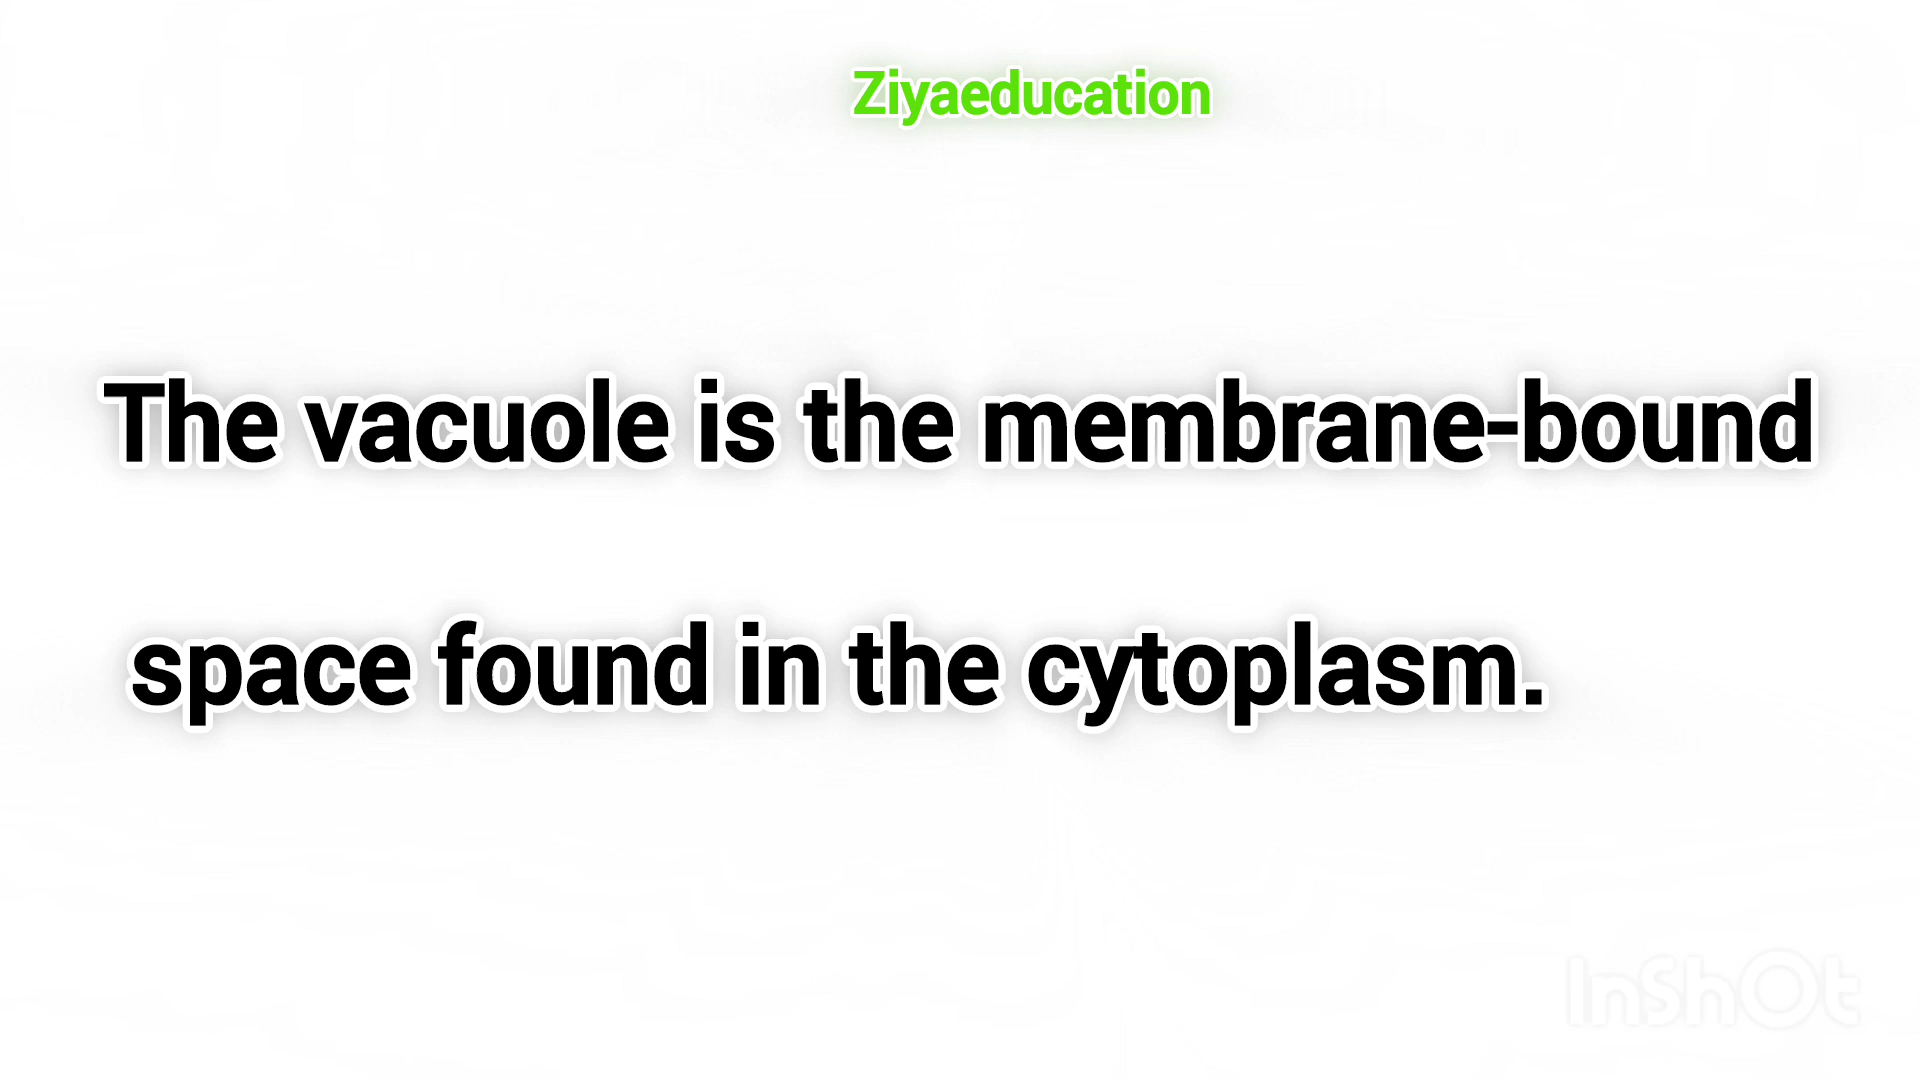 Ziyaeducation
The vacuole is the membrane-bound
space found in the cytoplasm.
InShOt